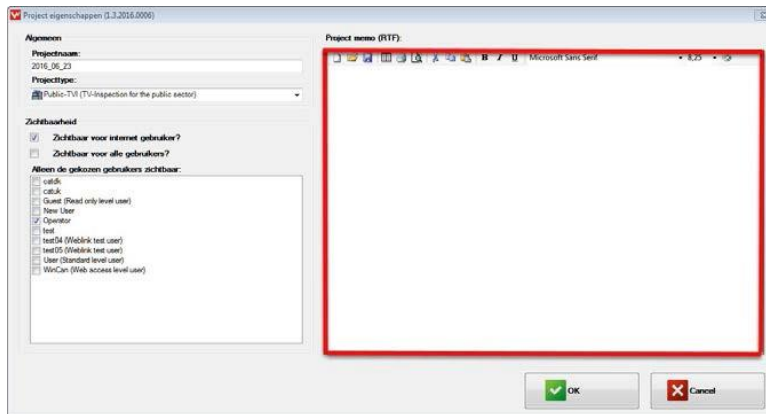 Project eigenschappen (1.3.2016.0006)
Algemeen
Projectnaam:
2016_06_23
Projecttype:
Public-TVI (TV-Inspection for the public sector)
Zichtbaarheid
Zichtbaar voor internet gebruiker?
Zichtbaar voor alle gebruikers?
Alleen de gekozen gebruikers zichtbaar:
catdk
catuk
Guest (Read only level user)
New User
Operator
test
test04 (Weblink test user)
test05 (Weblink test user)
User (Standard level user)
WinCan (Web access level user)
Project memo (RTF):
B I U Microsoft Sans Serif 8,25
OK
Cancel